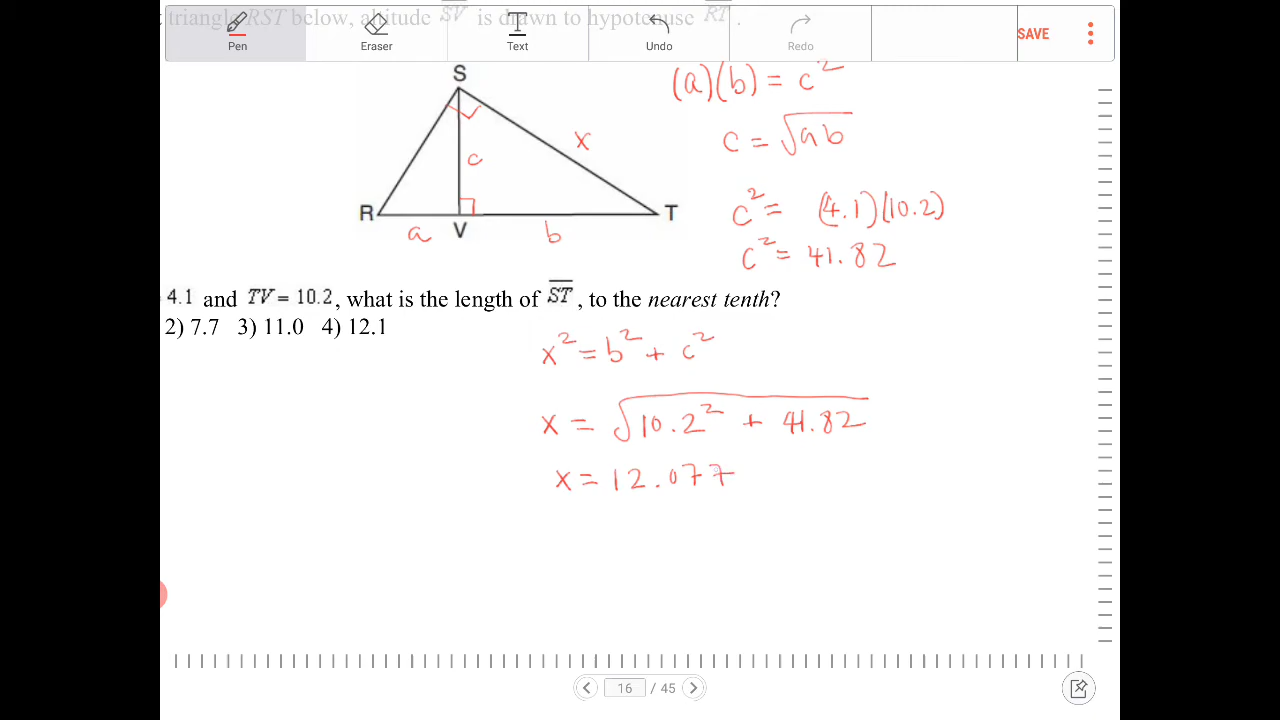 triangle RST below, altitude SV is drawn to hypotenuse RT .
Pen Eraser Text Undo Redo SAVE
S
(a)(b) = c²
x
c = √ab
c
R
T
a
V
b
c² = (4.1)(10.2)
c² = 41.82
4.1 and TV = 10.2, what is the length of ST, to the nearest tenth?
2) 7.7 3) 11.0 4) 12.1
x² = b² + c²
x = √10.2² + 41.82
x = 12.077
16 / 45